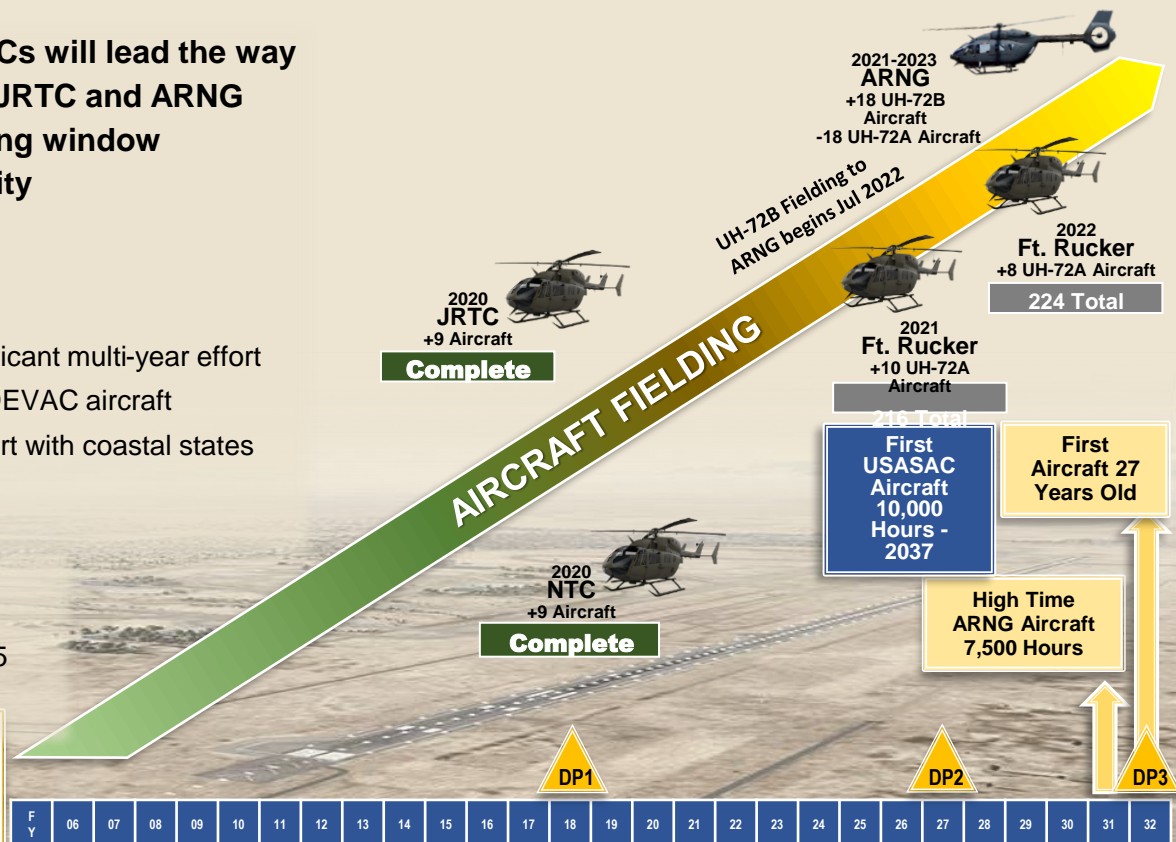 Cs will lead the way
JRTC and ARNG
ng window
ity
icant multi-year effort
DEVAC aircraft
rt with coastal states
5
2021-2023
ARNG
+18 UH-72B
Aircraft
-18 UH-72A Aircraft
UH-72B Fielding to
ARNG begins Jul 2022
2022
Ft. Rucker
+8 UH-72A Aircraft
224 Total
2020
JRTC
+9 Aircraft
Complete
2021
Ft. Rucker
+10 UH-72A
Aircraft
216 Total
AIRCRAFT FIELDING
First
USASAC
Aircraft
10,000
Hours -
2037
First
Aircraft 27
Years Old
2020
NTC
+9 Aircraft
Complete
High Time
ARNG Aircraft
7,500 Hours
DP1
DP2
DP3
F
Y
06 07 08 09 10 11 12 13 14 15 16 17 18 19 20 21 22 23 24 25 26 27 28 29 30 31 32